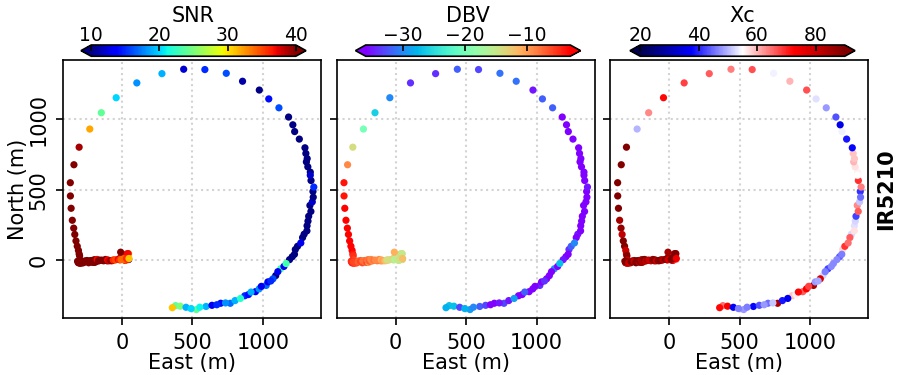 SNR DBV Xc
10 20 30 40 −30 −20 −10 20 40 60 80
North (m)
1000
500
0
IR5210
0 500 1000 0 500 1000 0 500 1000
East (m) East (m) East (m)